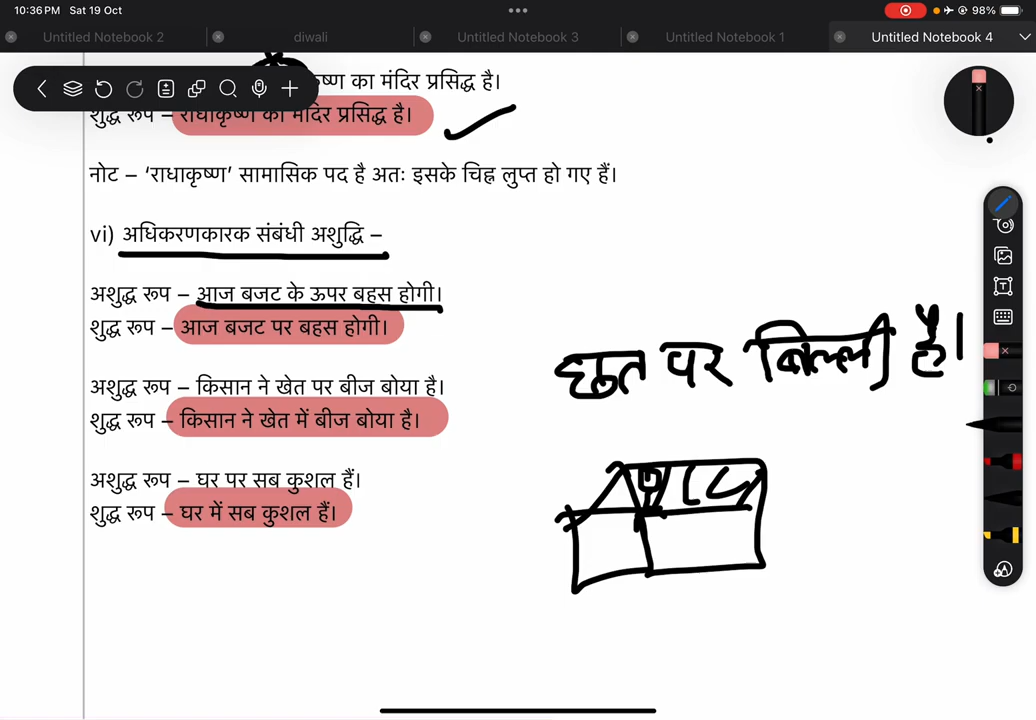 10:36 PM Sat 19 Oct
98%
Untitled Notebook 2
diwali
Untitled Notebook 3
Untitled Notebook 1
Untitled Notebook 4
का मंदिर प्रसिद्ध है।
शुद्ध रूप – राधाकृष्ण का मंदिर प्रसिद्ध है।
नोट – ‘राधाकृष्ण’ सामासिक पद है अतः इसके चिह्न लुप्त हो गए हैं।
vi) अधिकरणकारक संबंधी अशुद्धि –
अशुद्ध रूप – आज बजट के ऊपर बहस होगी।
शुद्ध रूप – आज बजट पर बहस होगी।
छत पर बिल्ली है।
अशुद्ध रूप – किसान ने खेत पर बीज बोया है।
शुद्ध रूप – किसान ने खेत में बीज बोया है।
अशुद्ध रूप – घर पर सब कुशल हैं।
शुद्ध रूप – घर में सब कुशल हैं।